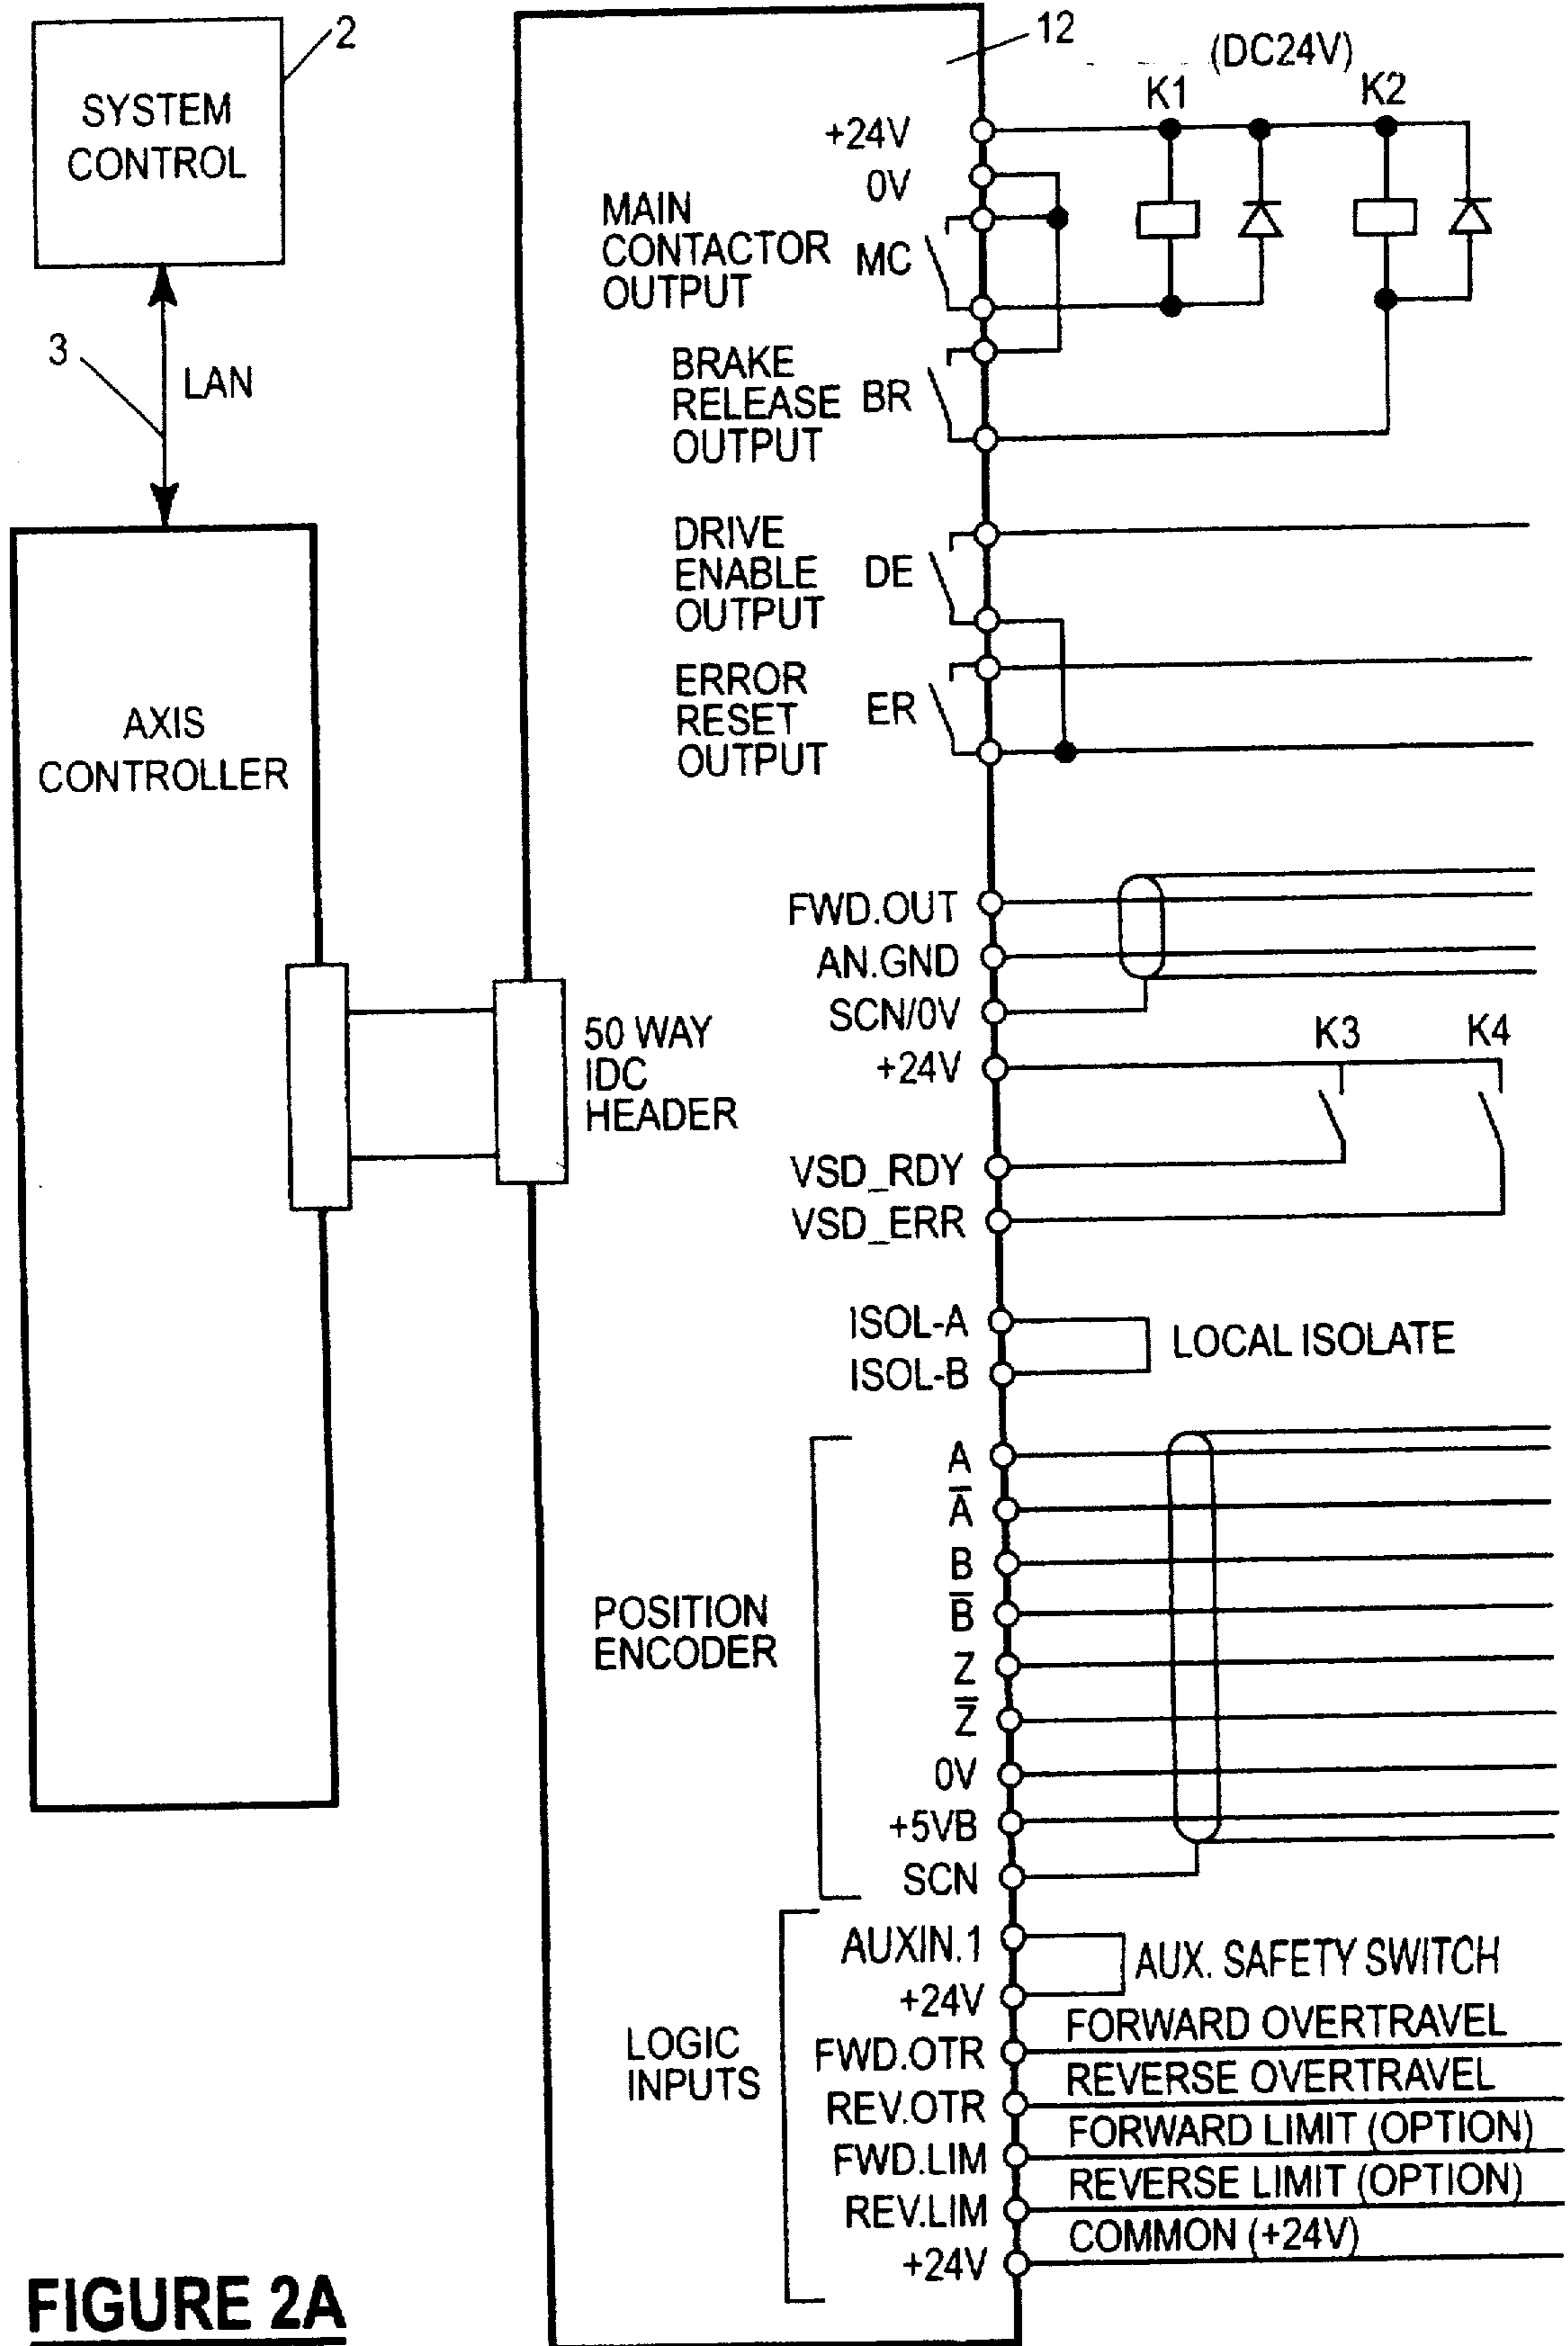 2
SYSTEM
CONTROL
3
LAN
AXIS
CONTROLLER
50 WAY
IDC
HEADER
12
(DC24V)
K1
K2
+24V
0V
MAIN
CONTACTOR
OUTPUT
MC
BRAKE
RELEASE
OUTPUT
BR
DRIVE
ENABLE
OUTPUT
DE
ERROR
RESET
OUTPUT
ER
FWD.OUT
AN.GND
SCN/0V
+24V
K3
K4
VSD_RDY
VSD_ERR
ISOL-A
ISOL-B
LOCAL ISOLATE
POSITION
ENCODER
A
A̅
B
B̅
Z
Z̅
0V
+5VB
SCN
LOGIC
INPUTS
AUXIN.1
+24V
AUX. SAFETY SWITCH
FWD.OTR
FORWARD OVERTRAVEL
REV.OTR
REVERSE OVERTRAVEL
FWD.LIM
FORWARD LIMIT (OPTION)
REV.LIM
REVERSE LIMIT (OPTION)
+24V
COMMON (+24V)
FIGURE 2A